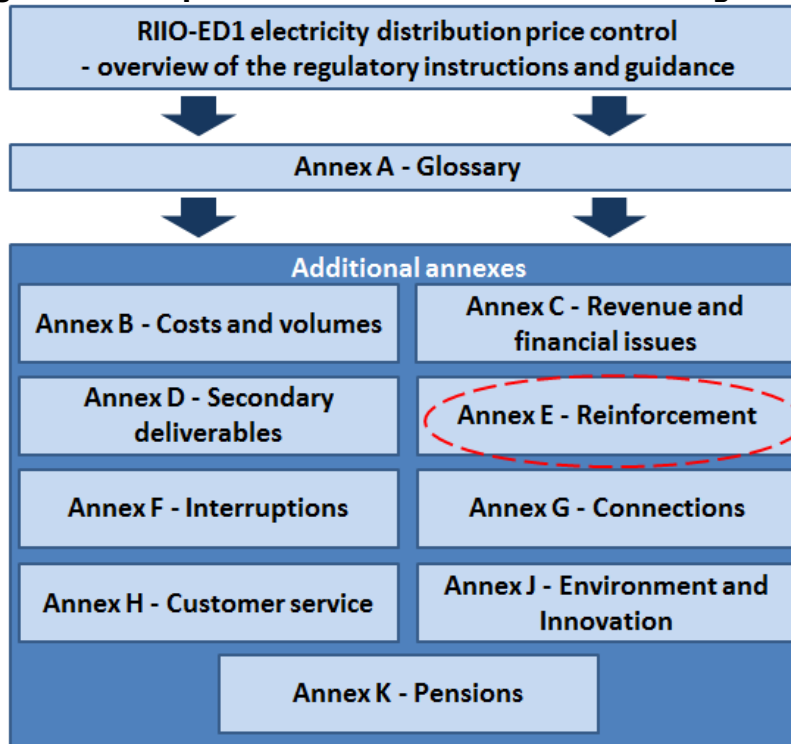 RIIO-ED1 electricity distribution price control
- overview of the regulatory instructions and guidance
Annex A - Glossary
Additional annexes
Annex B - Costs and volumes
Annex C - Revenue and
financial issues
Annex D - Secondary
deliverables
Annex E - Reinforcement
Annex F - Interruptions
Annex G - Connections
Annex H - Customer service
Annex J - Environment and
Innovation
Annex K - Pensions